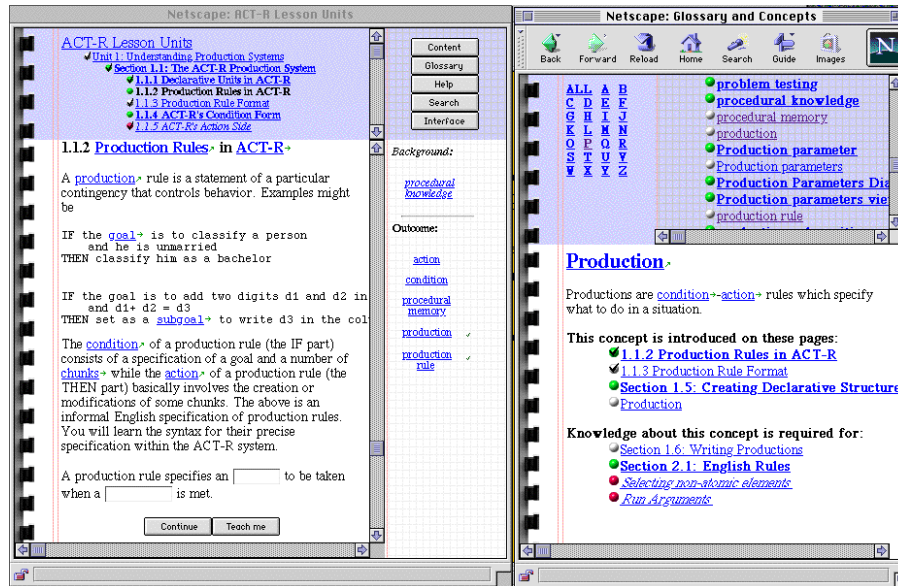 Netscape: ACT-R Lesson Units
ACT-R Lesson Units
Unit 1: Understanding Production Systems
Section 1.1: The ACT-R Production System
1.1.1 Declarative Units in ACT-R
1.1.2 Production Rules in ACT-R
1.1.3 Production Rule Format
1.1.4 ACT-R's Condition Form
1.1.5 ACT-R's Action Side
Content
Glossary
Help
Search
Interface
1.1.2 Production Rules in ACT-R
A production rule is a statement of a particular
contingency that controls behavior. Examples might
be
IF the goal is to classify a person
and he is unmarried
THEN classify him as a bachelor
IF the goal is to add two digits d1 and d2 in
and d1+ d2 = d3
THEN set as a subgoal to write d3 in the col
The condition of a production rule (the IF part)
consists of a specification of a goal and a number of
chunks while the action of a production rule (the
THEN part) basically involves the creation or
modifications of some chunks. The above is an
informal English specification of production rules.
You will learn the syntax for their precise
specification within the ACT-R system.
A production rule specifies an to be taken
when a is met.
Continue
Teach me
Background:
procedural
knowledge
Outcome:
action
condition
procedural
memory
production
production
rule
Netscape: Glossary and Concepts
Back Forward Reload Home Search Guide Images
N
ALL A B
C D E F
G H I J
K L M N
O P Q R
S T U V
W X Y Z
problem testing
procedural knowledge
procedural memory
production
Production parameter
Production parameters
Production Parameters Dia
Production parameters vie
production rule
Production
Productions are condition-action rules which specify
what to do in a situation.
This concept is introduced on these pages:
1.1.2 Production Rules in ACT-R
1.1.3 Production Rule Format
Section 1.5: Creating Declarative Structure
Production
Knowledge about this concept is required for:
Section 1.6: Writing Productions
Section 2.1: English Rules
Selecting non-atomic elements
Run Arguments